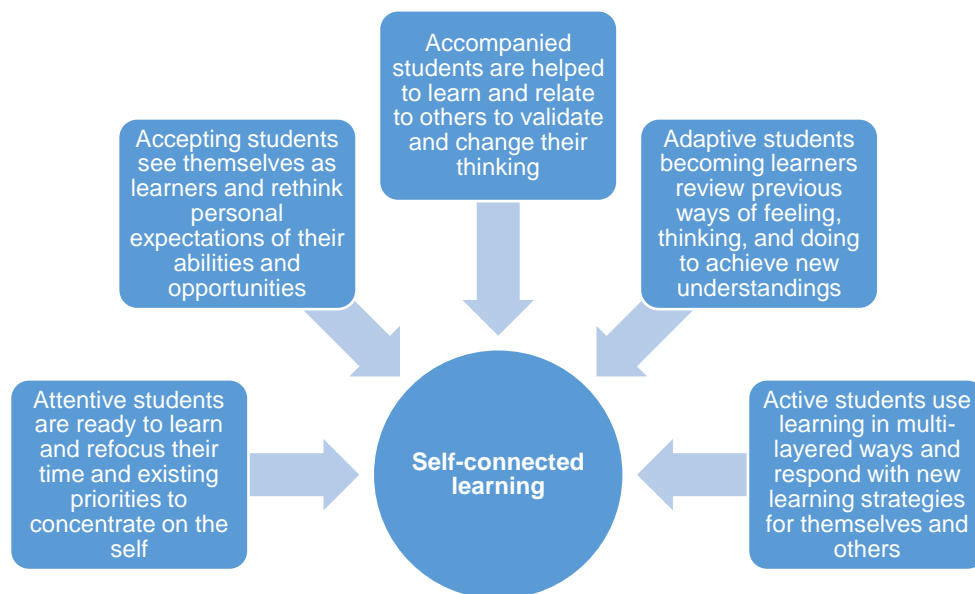 Attentive students
are ready to learn
and refocus their
time and existing
priorities to
concentrate on the
self
Accepting students
see themselves as
learners and rethink
personal
expectations of their
abilities and
opportunities
Accompanied
students are helped
to learn and relate
to others to validate
and change their
thinking
Adaptive students
becoming learners
review previous
ways of feeling,
thinking, and doing
to achieve new
understandings
Active students use
learning in multi-
layered ways and
respond with new
learning strategies
for themselves and
others
Self-connected
learning